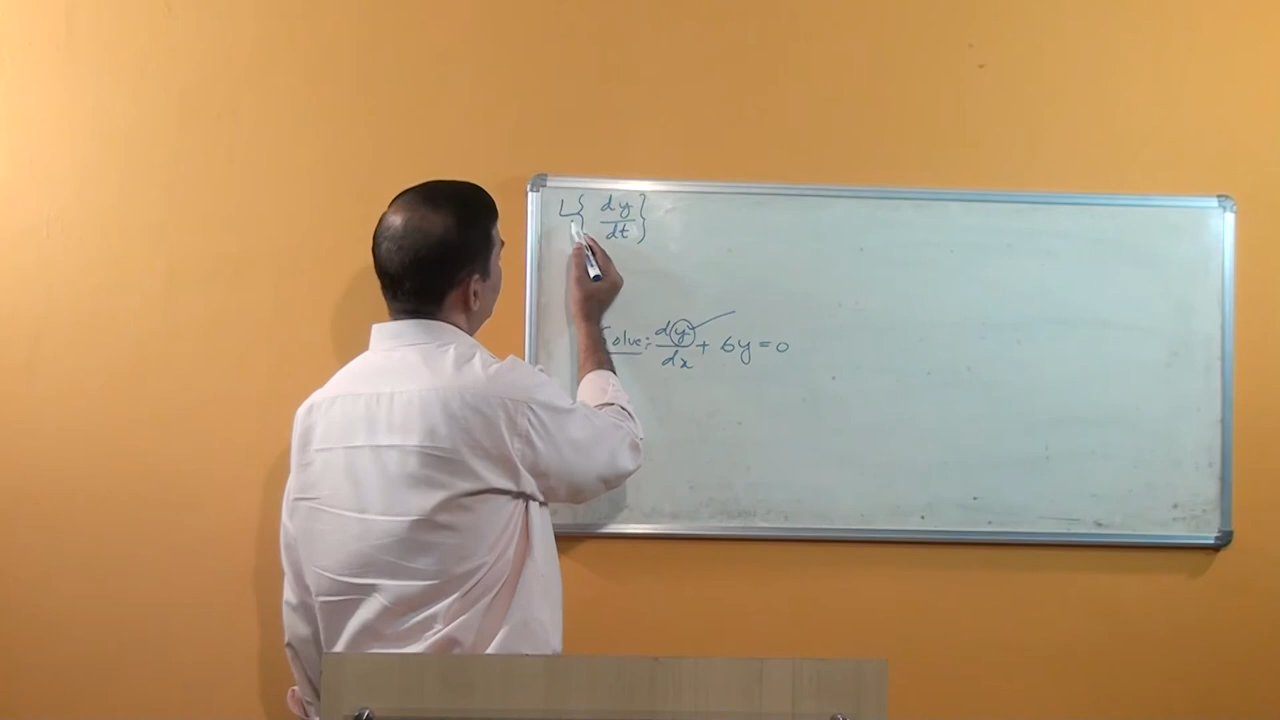 L{ dy/dt }
Solve: dy/dx + 6y = 0